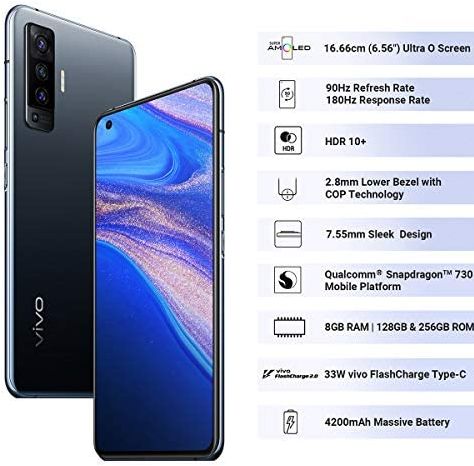 vivo
SUPER
AMOLED
16.66cm (6.56") Ultra O Screen
90Hz Refresh Rate
180Hz Response Rate
HDR
HDR 10+
2.8mm Lower Bezel with
COP Technology
7.55mm Sleek Design
Qualcomm® Snapdragon™ 730
Mobile Platform
8GB RAM | 128GB & 256GB ROM
vivo
FlashCharge 2.0
33W vivo FlashCharge Type-C
4200mAh Massive Battery